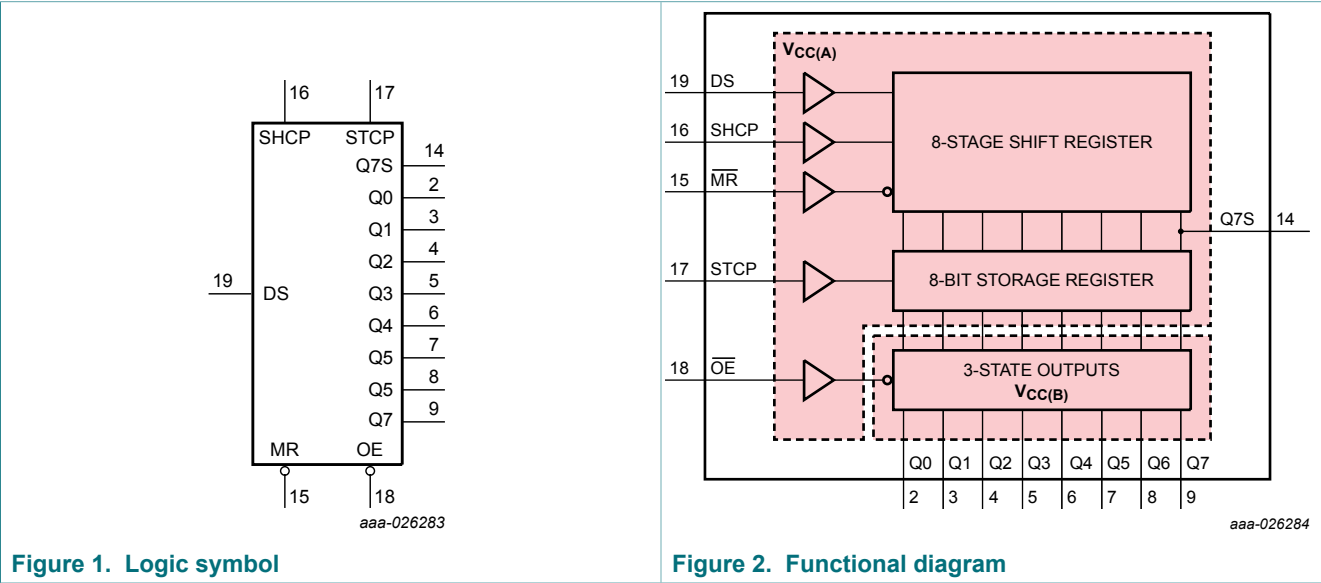 16 17
SHCP STCP
Q7S 14
Q0 2
Q1 3
Q2 4
19 DS Q3 5
Q4 6
Q5 7
Q5 8
Q7 9
MR OE
15 18
aaa-026283
Figure 1. Logic symbol
VCC(A)
19 DS
16 SHCP
8-STAGE SHIFT REGISTER
15 M̅R̅
Q7S 14
17 STCP
8-BIT STORAGE REGISTER
18 O̅E̅
3-STATE OUTPUTS
VCC(B)
Q0 Q1 Q2 Q3 Q4 Q5 Q6 Q7
2 3 4 5 6 7 8 9
aaa-026284
Figure 2. Functional diagram